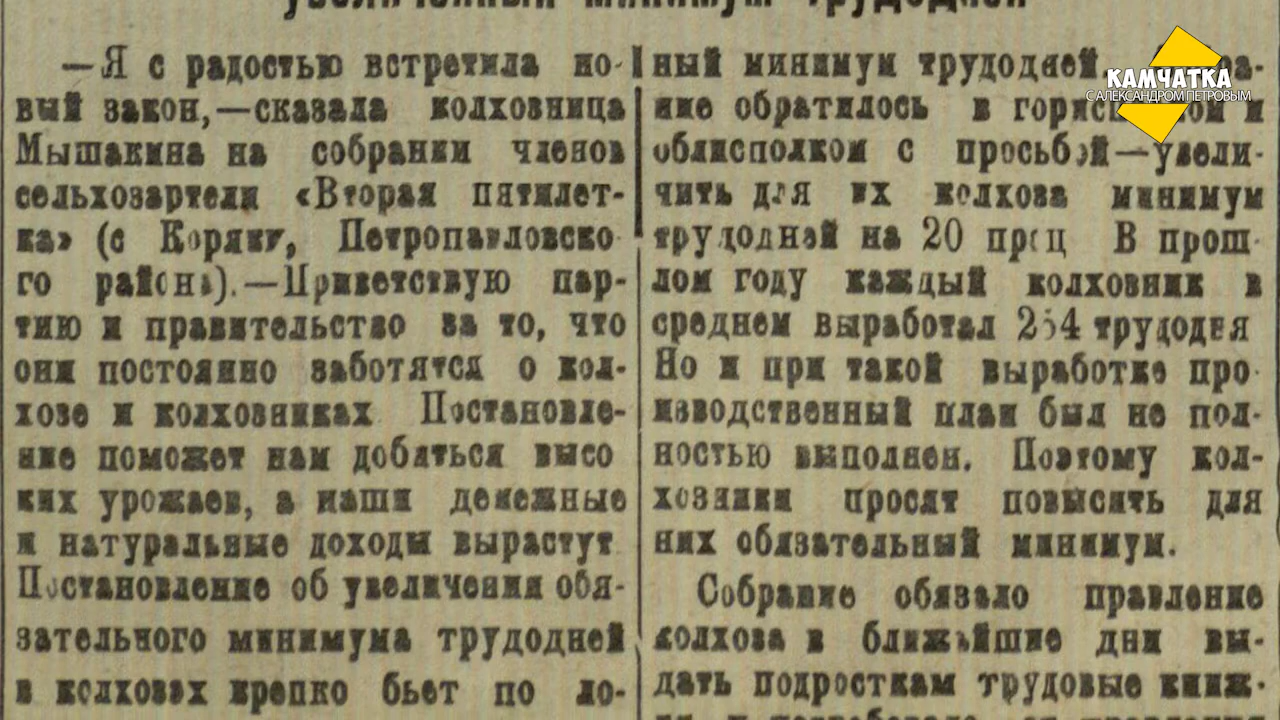 увеличенный минимум трудодней
—Я с радостью встретила но-
вый закон,—сказала колхозница
Мышакина на собрании членов
сельхозартели «Вторая пятилет-
ка» (с Коряки, Петропавловско-
го района).—Приветствую пар-
тию и правительство за то, что
они постоянно заботятся о кол-
хозе и колхозниках. Постановле-
ние поможет нам добиться высо
ких урожаев, а наши денежные
и натуральные доходы вырастут
Постановление об увеличении обя-
зательного минимума трудодней
в колхозах крепко бьет по ло-
ный минимум трудодней.
ние обратилось в и
облисполком с просьбой—увели-
чить для их колхоза минимум
трудодней на 20 проц В прош-
лом году каждый колхозник в
среднем выработал трудодня
Но и при такой выработке про-
изводственный план был не пол-
ностью выполнен. Поэтому кол-
хозники просят повысить для
них обязательный минимум.
Собрание обязало правление
колхоза в ближайшие дни вы-
дать подросткам трудовые книж-
КАМЧАТКА
С АЛЕКСАНДРОМ ПЕТРОВЫМ